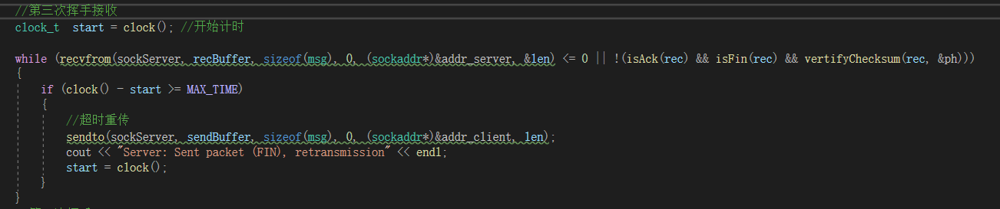 //第三次挥手接收
clock_t  start = clock(); //开始计时
while (recvfrom(sockServer, recBuffer, sizeof(msg), 0, (sockaddr*)&addr_server, &len) <= 0 || !(isAck(rec) && isFin(rec) && vertifyChecksum(rec, &ph)))
{
if (clock() - start >= MAX_TIME)
{
//超时重传
sendto(sockServer, sendBuffer, sizeof(msg), 0, (sockaddr*)&addr_client, len);
cout << "Server: Sent packet (FIN), retransmission" << endl;
start = clock();
}
}